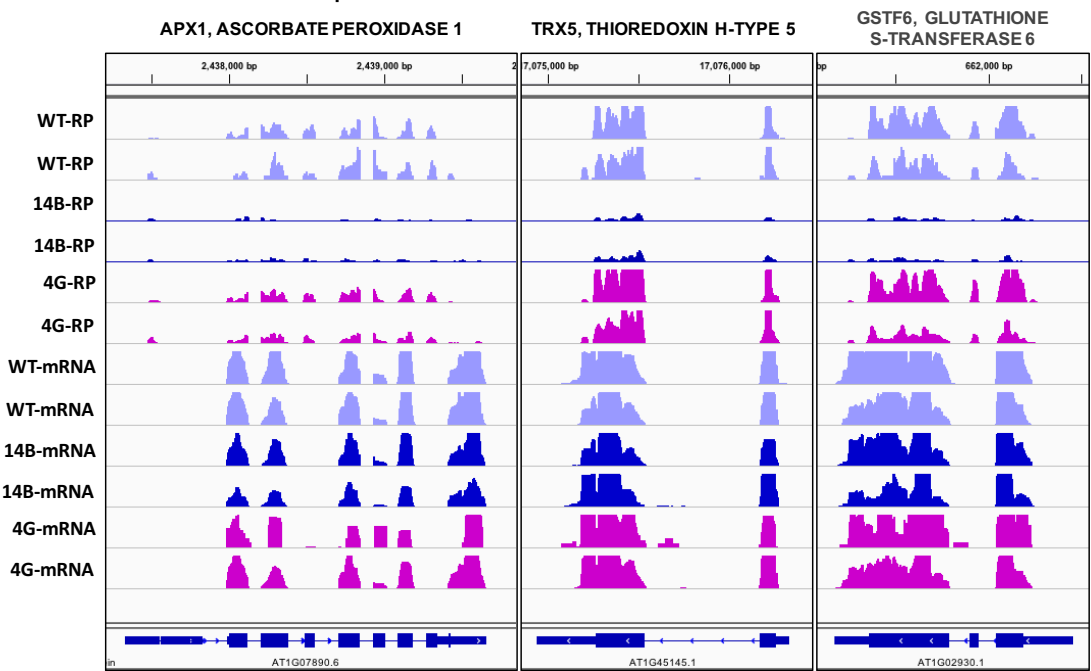 APX1, ASCORBATE PEROXIDASE 1
TRX5, THIOREDOXIN H-TYPE 5
GSTF6, GLUTATHIONE
S-TRANSFERASE 6
2,438,000 bp
2,439,000 bp
17,075,000 bp
17,076,000 bp
bp
662,000 bp
WT-RP
WT-RP
14B-RP
14B-RP
4G-RP
4G-RP
WT-mRNA
WT-mRNA
14B-mRNA
14B-mRNA
4G-mRNA
4G-mRNA
in
AT1G07890.6
AT1G45145.1
AT1G02930.1